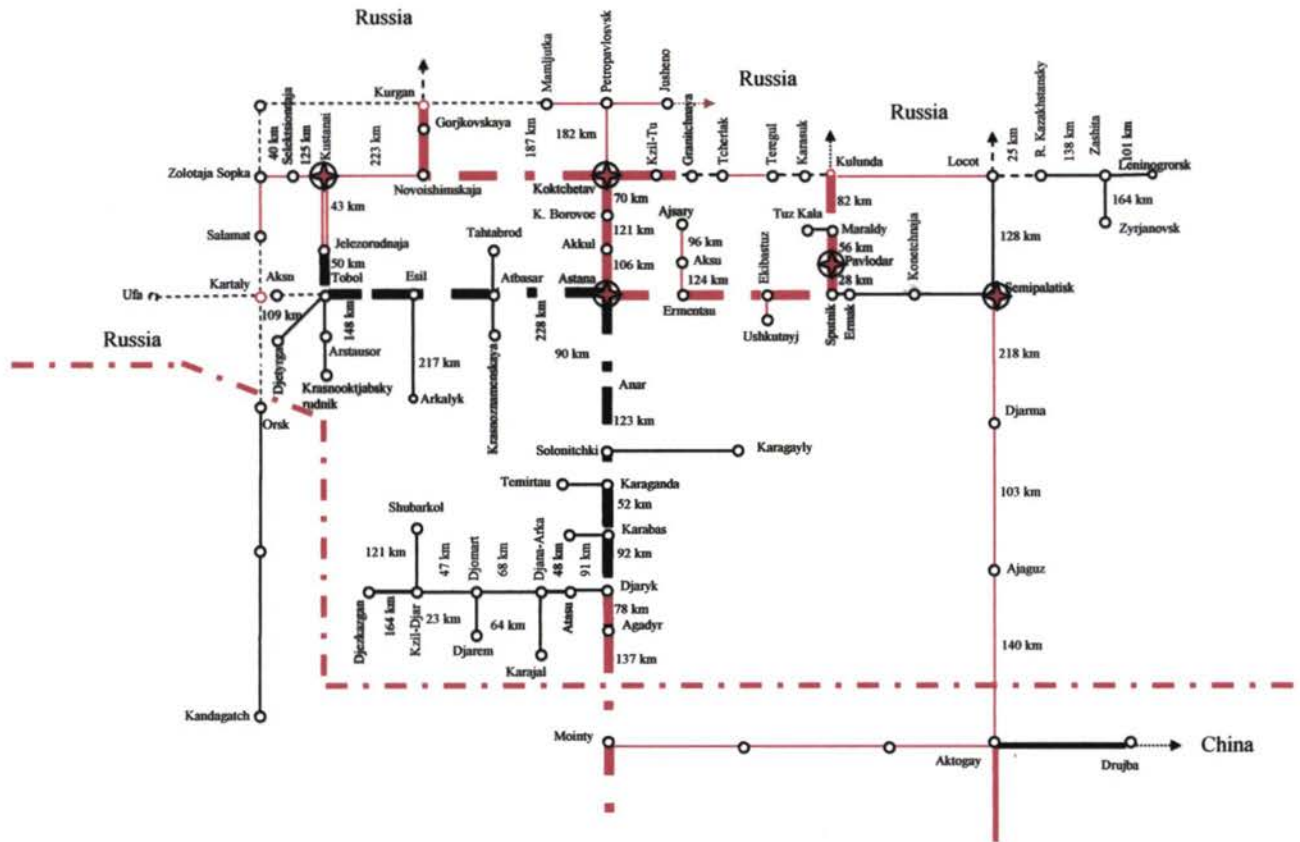 Russia
Mamljutka
Petropavlosvsk
Jusheno
Russia
Kurgan
Russia
40 km
Selektsionnaja
125 km
Kustanai
223 km
Gorjkovskaya
187 km
182 km
Kzil-Tu
Granitchnaya
Tcherlak
Teregul
Karasuk
Kulunda
Locot
25 km
R. Kazakhstansky
138 km
Zashita
101 km
Leninogrorsk
Zolotaja Sopka
Novoishimskaja
Koktchetav
70 km
82 km
164 km
43 km
K. Borovoc
Ajsary
Tuz Kala
Maraldy
Zyrjanovsk
Salamat
Tahtabrod
121 km
96 km
Ekibastuz
56 km
Konetchnaja
128 km
Jelezorudnaja
Akkul
Aksu
Pavlodar
50 km
106 km
124 km
28 km
Kartaly
Aksu
Tobol
Esil
Atbasar
Astana
Semipalatisk
Ufa
109 km
148 km
228 km
Ermentau
Sputnik
Ermak
Ushkutnyj
Russia
Djetyrgan
Arstausor
217 km
Krasnoznamenskaya
90 km
218 km
Krasnooktjabsky
rudnik
Arkalyk
Anar
Orsk
123 km
Djarma
Solonitchki
Karagayly
Temirtau
Karaganda
Shubarkol
52 km
103 km
Karabas
121 km
47 km
Djomart
68 km
Djana-Arka
48 km
91 km
92 km
Ajaguz
Djezkazgan
164 km
Kzil-Djar
23 km
64 km
Atasu
Djaryk
78 km
Agadyr
Djarem
Karajal
137 km
140 km
Kandagatch
Mointy
Aktogay
Drujba
China